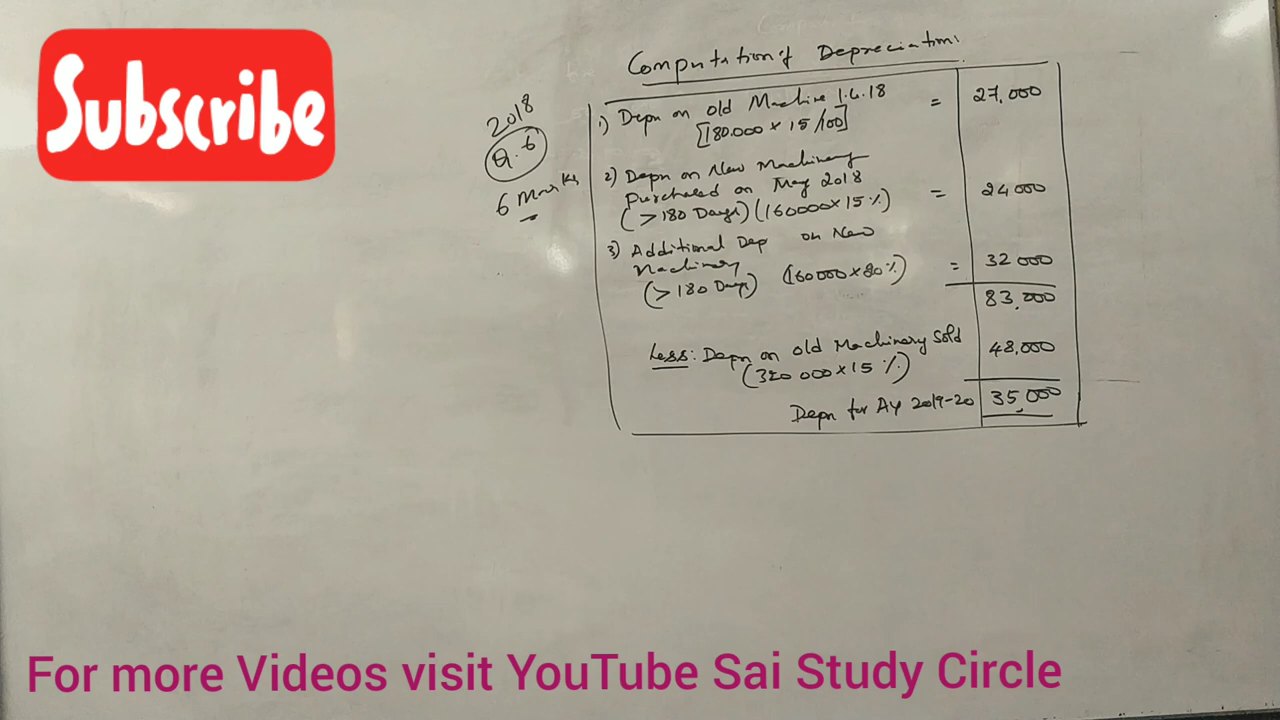 Subscribe
Computation of Depreciation:
2018
Q.6
6 Marks
1) Depn on old Machine 1.4.18 = 27,000
[180.000 x 15/100]
2) Depn on New Machinery
purchased on May 2018
(>180 Days) (160000 x 15%) = 24000
3) Additional Dep on New
Machinery
(>180 Days) (160000 x 20%) = 32000
83,000
Less: Depn on old Machinery Sold 48,000
(320 000 x 15%)
Depn for AY 2019-20 35,000
For more Videos visit YouTube Sai Study Circle